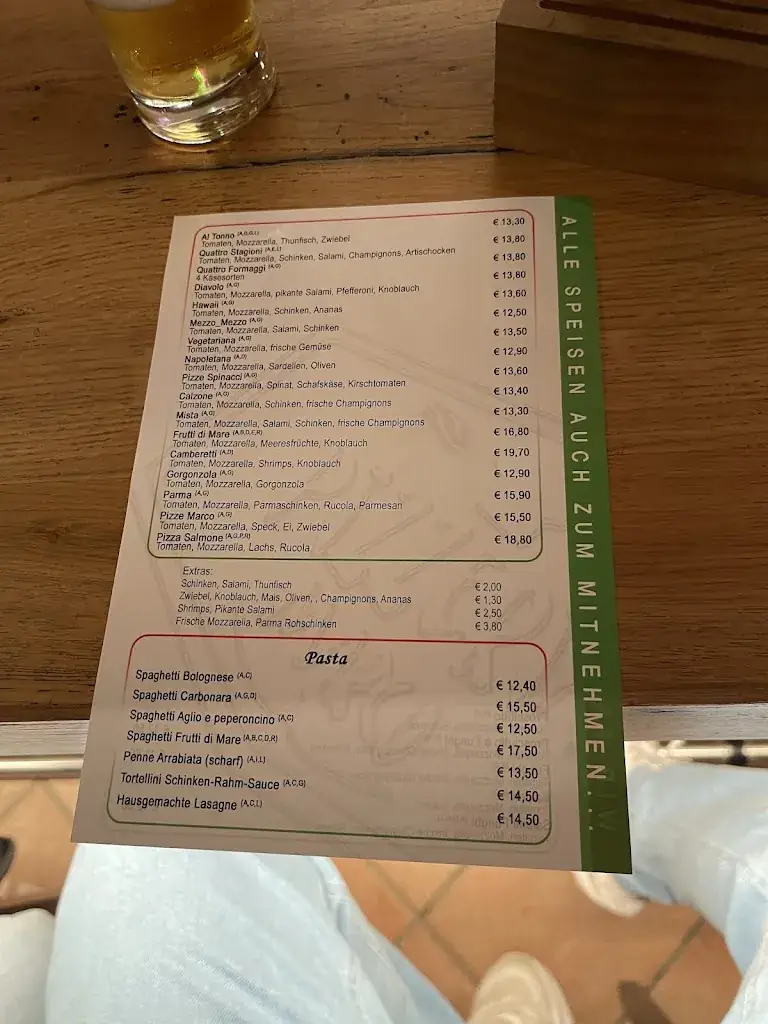 Al Tonno (A,D,G,L) € 13,30
Tomaten, Mozzarella, Thunfisch, Zwiebel
Quattro Stagioni (A,E,L) € 13,80
Tomaten, Mozzarella, Schinken, Salami, Champignons, Artischocken
Quattro Formaggi (A,G) € 13,80
4 Käsesorten
Diavolo (A,G) € 13,80
Tomaten, Mozzarella, pikante Salami, Pfefferoni, Knoblauch
Hawaii (A,G) € 13,60
Tomaten, Mozzarella, Schinken, Ananas
Mezzo_Mezzo (A,G) € 12,50
Tomaten, Mozzarella, Salami, Schinken
Vegetariana (A,G) € 13,50
Tomaten, Mozzarella, frische Gemüse
Napoletana (A,D) € 12,90
Tomaten, Mozzarella, Sardellen, Oliven
Pizze Spinacci (A,G) € 13,60
Tomaten, Mozzarella, Spinat, Schafskäse, Kirschtomaten
Calzone (A,G) € 13,40
Tomaten, Mozzarella, Schinken, frische Champignons
Mista (A,G) € 13,30
Tomaten, Mozzarella, Salami, Schinken, frische Champignons
Frutti di Mare (A,B,D,E,R) € 16,80
Tomaten, Mozzarella, Meeresfrüchte, Knoblauch
Camberetti (A,D) € 19,70
Tomaten, Mozzarella, Shrimps, Knoblauch
Gorgonzola (A,G) € 12,90
Tomaten, Mozzarella, Gorgonzola
Parma (A,G) € 15,90
Tomaten, Mozzarella, Parmaschinken, Rucola, Parmesan
Pizze Marco (A,G) € 15,50
Tomaten, Mozzarella, Speck, Ei, Zwiebel
Pizza Salmone (A,G,P,R) € 18,80
Tomaten, Mozzarella, Lachs, Rucola
Extras:
Schinken, Salami, Thunfisch € 2,00
Zwiebel, Knoblauch, Mais, Oliven, , Champignons, Ananas € 1,30
Shrimps, Pikante Salami € 2,50
Frische Mozzarella, Parma Rohschinken € 3,80
Pasta
Spaghetti Bolognese (A,C) € 12,40
Spaghetti Carbonara (A,G,D) € 15,50
Spaghetti Aglio e peperoncino (A,C) € 12,50
Spaghetti Frutti di Mare (A,B,C,D,R) € 17,50
Penne Arrabiata (scharf) (A,I,L) € 13,50
Tortellini Schinken-Rahm-Sauce (A,C,G) € 14,50
Hausgemachte Lasagne (A,C,L) € 14,50
ALLE SPEISEN AUCH ZUM MITNEHMEN...